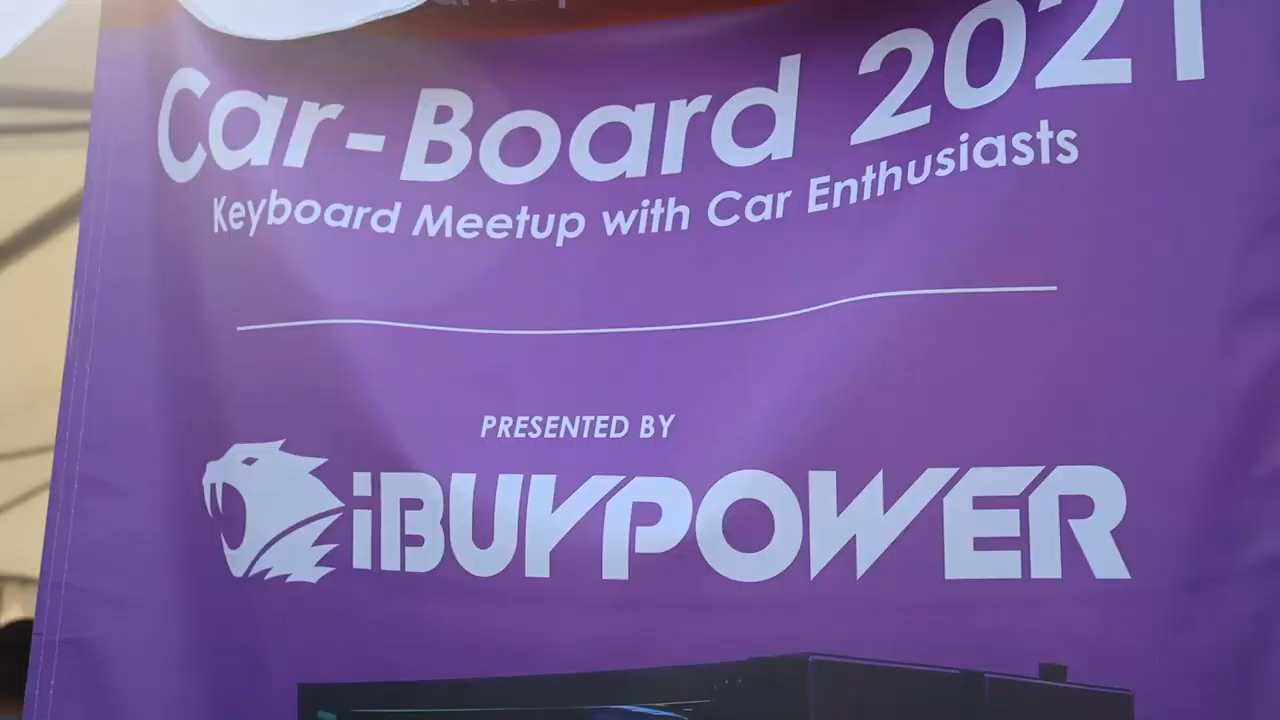 Car-Board 2021
Keyboard Meetup with Car Enthusiasts
PRESENTED BY
iBUYPOWER